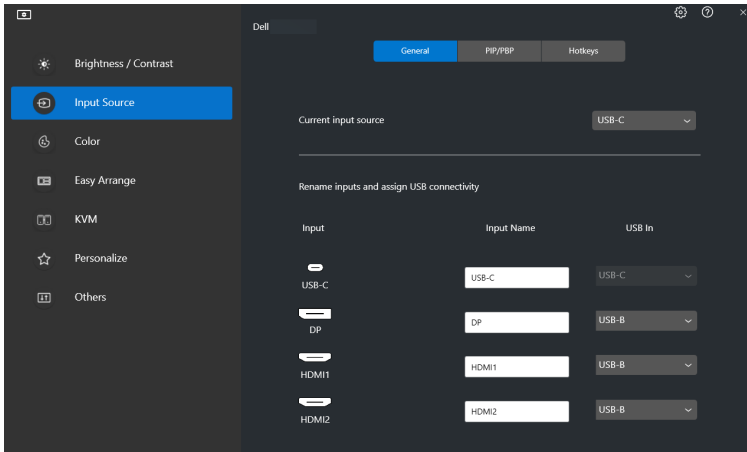 Dell
General
PIP/PBP
Hotkeys
Brightness / Contrast
Input Source
Color
Easy Arrange
KVM
Personalize
Others
Current input source
USB-C
Rename inputs and assign USB connectivity
Input
Input Name
USB In
USB-C
USB-C
USB-C
DP
DP
USB-B
HDMI1
HDMI1
USB-B
HDMI2
HDMI2
USB-B